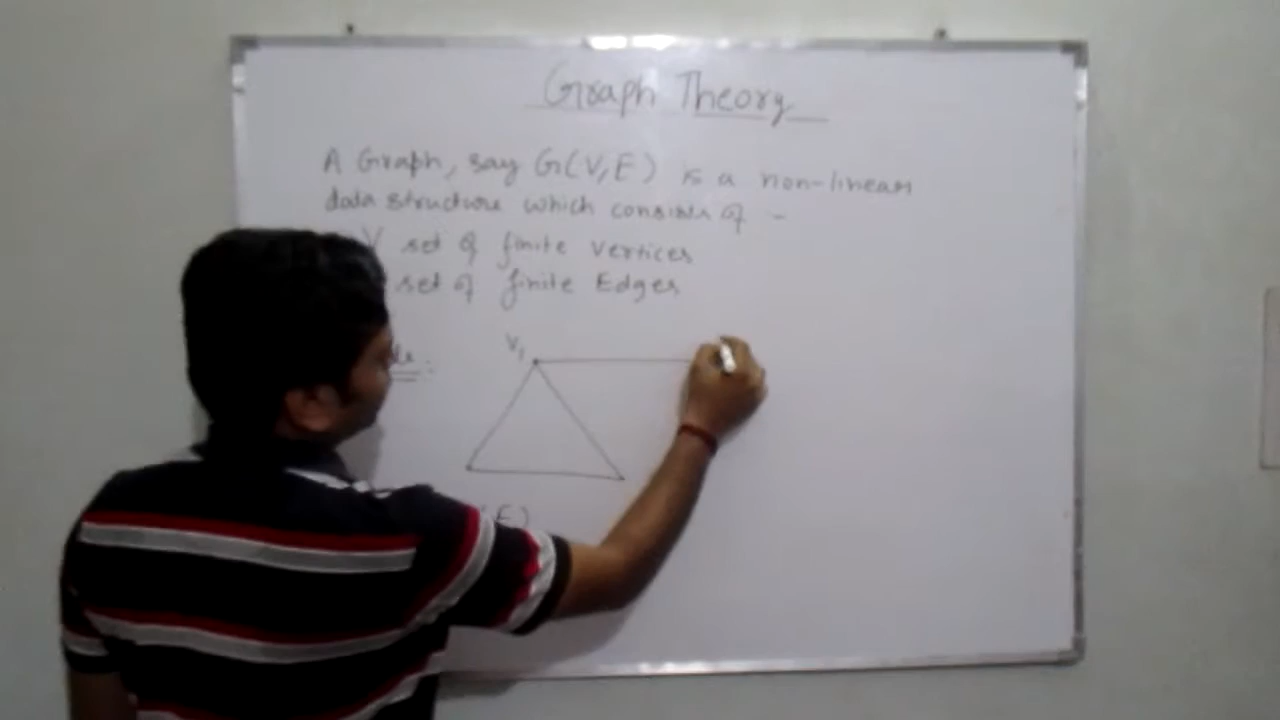 Graph Theory
A Graph, say G(V,E) is a non-linear
data structure which consists of -
V set of finite vertices
set of finite Edges
V1
E)